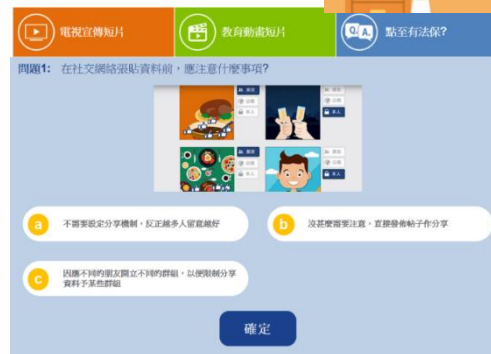 電視宣傳短片
教育動畫短片
Q
A
點至有法保?
問題1: 在社交網絡張貼資料前，應注意什麼事項?
a
不需要設定分享機制，反正越多人留意越好
b
沒甚麼需要注意，直接發佈帖子作分享
c
因應不同的朋友開立不同的群組，以便限制分享
資料予某些群組
確定